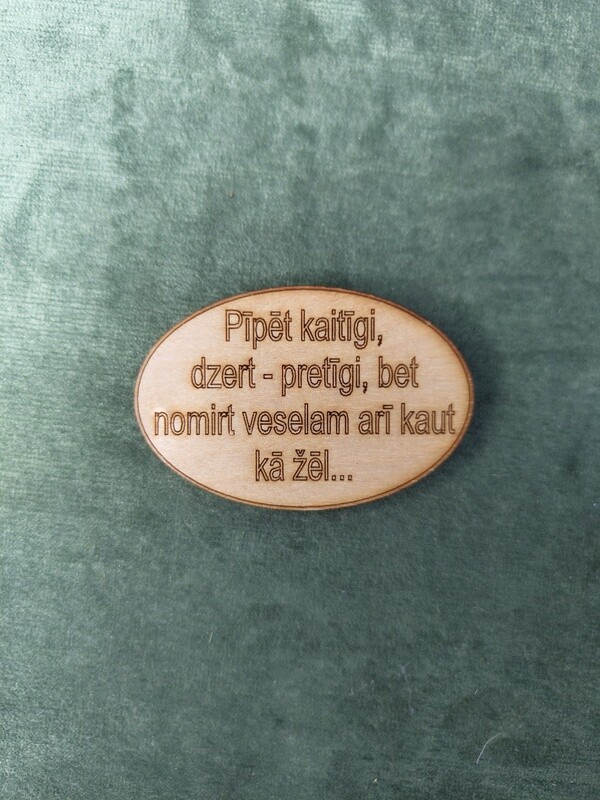 Pīpēt kaitīgi,
dzert - pretīgi, bet
nomirt veselam arī kaut
kā žēl...